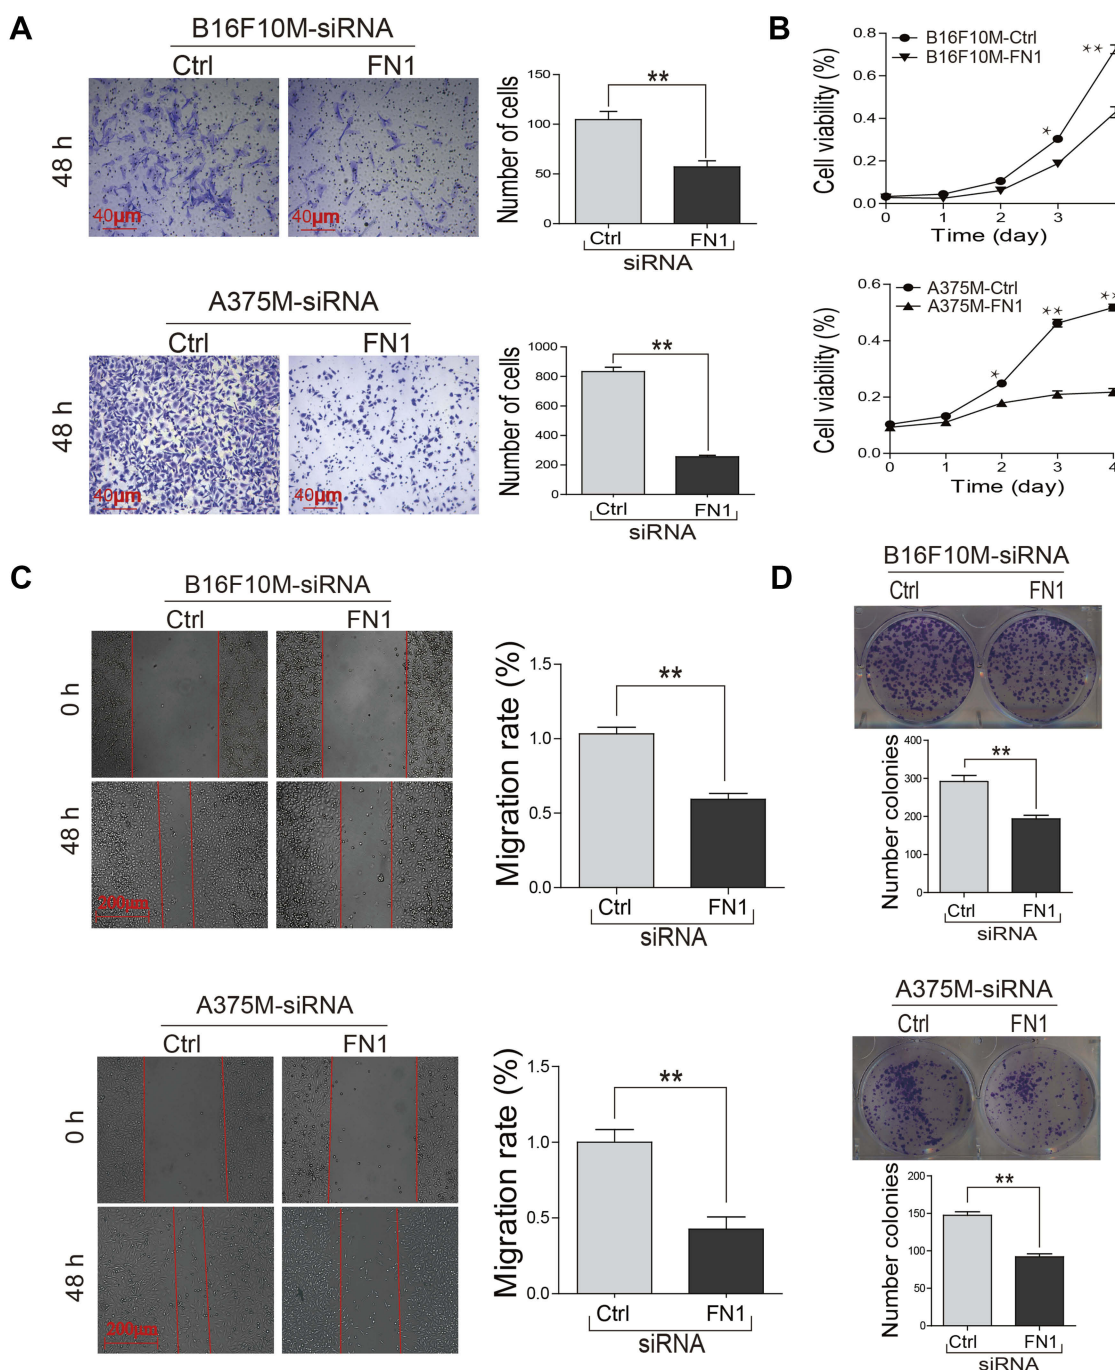 A
B16F10M-siRNA
Ctrl FN1
48 h
40μm 40μm
Number of cells
150
100
50
0
**
Ctrl FN1
siRNA
A375M-siRNA
Ctrl FN1
48 h
40μm 40μm
Number of cells
1000
800
600
400
200
0
**
Ctrl FN1
siRNA
B
Cell viability (%)
B16F10M-Ctrl
B16F10M-FN1
0.8
0.6
0.4
0.2
0.0
* **
0 1 2 3
Time (day)
Cell viability (%)
A375M-Ctrl
A375M-FN1
0.6
0.4
0.2
0.0
* ** **
0 1 2 3 4
Time (day)
C
B16F10M-siRNA
Ctrl FN1
0 h
48 h
200μm
Migration rate (%)
1.5
1.0
0.5
0.0
**
Ctrl FN1
siRNA
A375M-siRNA
Ctrl FN1
0 h
48 h
200μm
Migration rate (%)
1.5
1.0
0.5
0.0
**
Ctrl FN1
siRNA
D
B16F10M-siRNA
Ctrl FN1
Number colonies
400
300
200
100
0
**
Ctrl FN1
siRNA
A375M-siRNA
Ctrl FN1
Number colonies
150
100
50
0
**
200
Ctrl FN1
siRNA